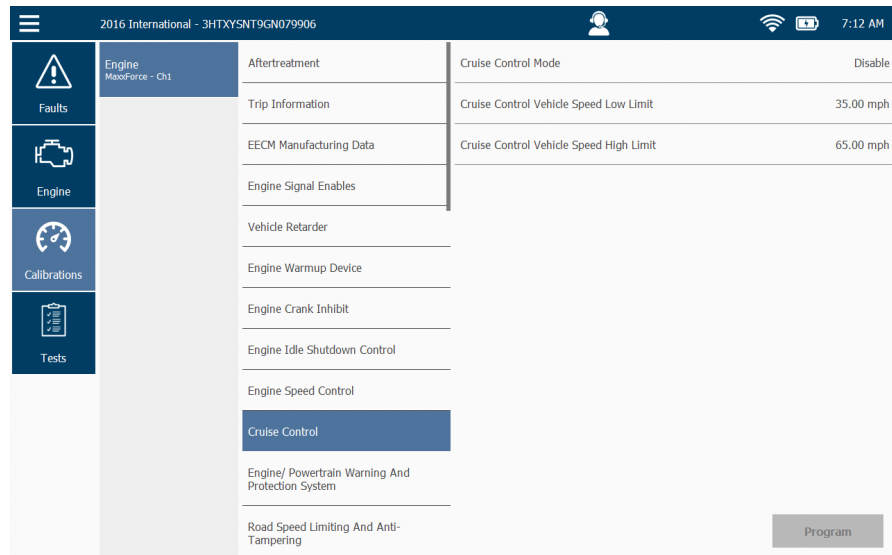 2016 International - 3HTXYSNT9GN079906
7:12 AM
Faults
Engine
Calibrations
Tests
Engine
MaxxForce - Ch1
Aftertreatment
Trip Information
EECM Manufacturing Data
Engine Signal Enables
Vehicle Retarder
Engine Warmup Device
Engine Crank Inhibit
Engine Idle Shutdown Control
Engine Speed Control
Cruise Control
Engine/ Powertrain Warning And
Protection System
Road Speed Limiting And Anti-
Tampering
Cruise Control Mode Disable
Cruise Control Vehicle Speed Low Limit 35.00 mph
Cruise Control Vehicle Speed High Limit 65.00 mph
Program